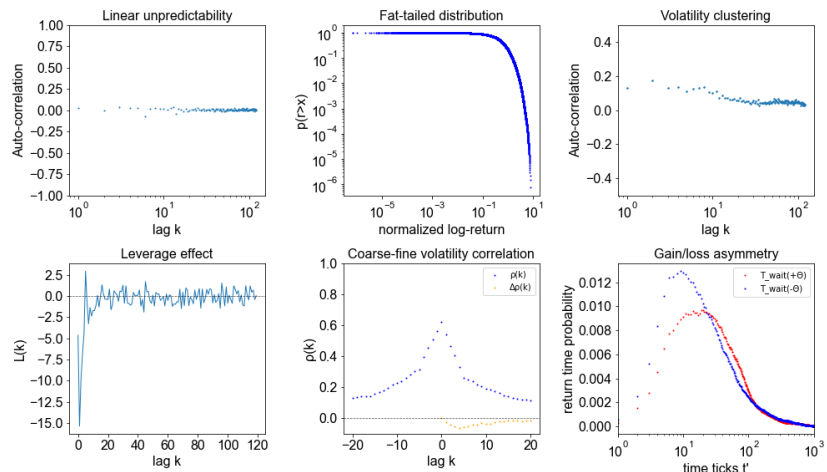 Linear unpredictability
Auto-correlation
1.00
0.75
0.50
0.25
0.00
-0.25
-0.50
-0.75
-1.00
10^0 10^1 10^2
lag k
Fat-tailed distribution
p(r>x)
10^0
10^-1
10^-2
10^-3
10^-4
10^-5
10^-6
10^-5 10^-3 10^-1 10^1
normalized log-return
Volatility clustering
Auto-correlation
0.4
0.2
0.0
-0.2
-0.4
10^0 10^1 10^2
lag k
Leverage effect
L(k)
2.5
0.0
-2.5
-5.0
-7.5
-10.0
-12.5
-15.0
0 20 40 60 80 100 120
lag k
Coarse-fine volatility correlation
ρ(k)
Δρ(k)
ρ(k)
1.0
0.8
0.6
0.4
0.2
0.0
-20 -10 0 10 20
lag k
Gain/loss asymmetry
T_wait(+Θ)
T_wait(-Θ)
return time probability
0.012
0.010
0.008
0.006
0.004
0.002
0.000
10^0 10^1 10^2 10^3
time ticks t'